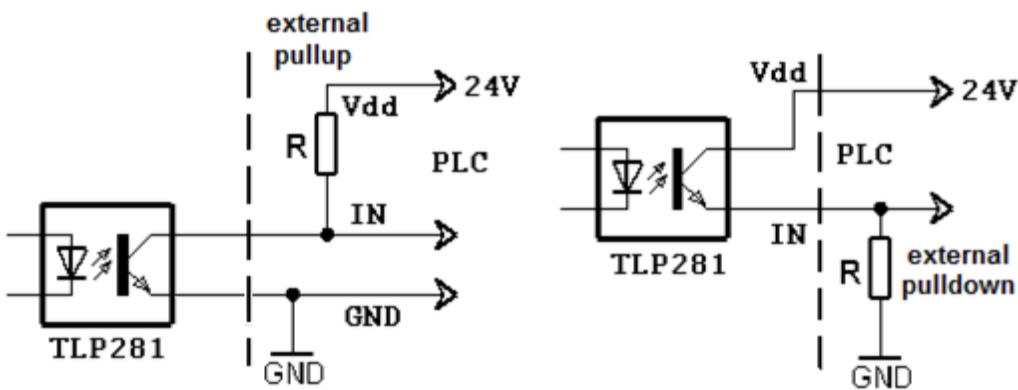 external
pullup
24V
Vdd
R
PLC
IN
GND
TLP281
GND
Vdd
24V
PLC
IN
TLP281
R
external
pulldown
GND